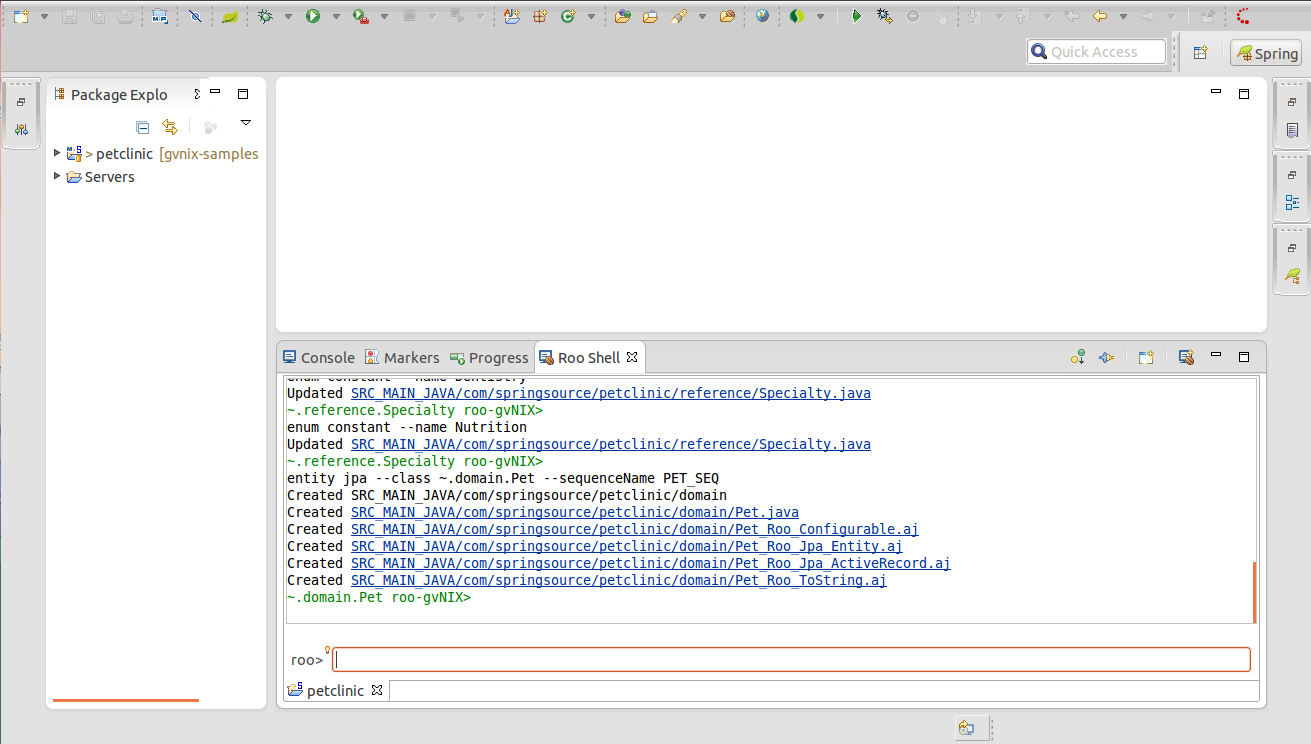 Quick Access
Spring
Package Explo
> petclinic [gvnix-samples
Servers
Console
Markers
Progress
Roo Shell
enum constant --name Dentistry
Updated SRC_MAIN_JAVA/com/springsource/petclinic/reference/Specialty.java
~.reference.Specialty roo-gvNIX>
enum constant --name Nutrition
Updated SRC_MAIN_JAVA/com/springsource/petclinic/reference/Specialty.java
~.reference.Specialty roo-gvNIX>
entity jpa --class ~.domain.Pet --sequenceName PET_SEQ
Created SRC_MAIN_JAVA/com/springsource/petclinic/domain
Created SRC_MAIN_JAVA/com/springsource/petclinic/domain/Pet.java
Created SRC_MAIN_JAVA/com/springsource/petclinic/domain/Pet_Roo_Configurable.aj
Created SRC_MAIN_JAVA/com/springsource/petclinic/domain/Pet_Roo_Jpa_Entity.aj
Created SRC_MAIN_JAVA/com/springsource/petclinic/domain/Pet_Roo_Jpa_ActiveRecord.aj
Created SRC_MAIN_JAVA/com/springsource/petclinic/domain/Pet_Roo_ToString.aj
~.domain.Pet roo-gvNIX>
roo>
petclinic